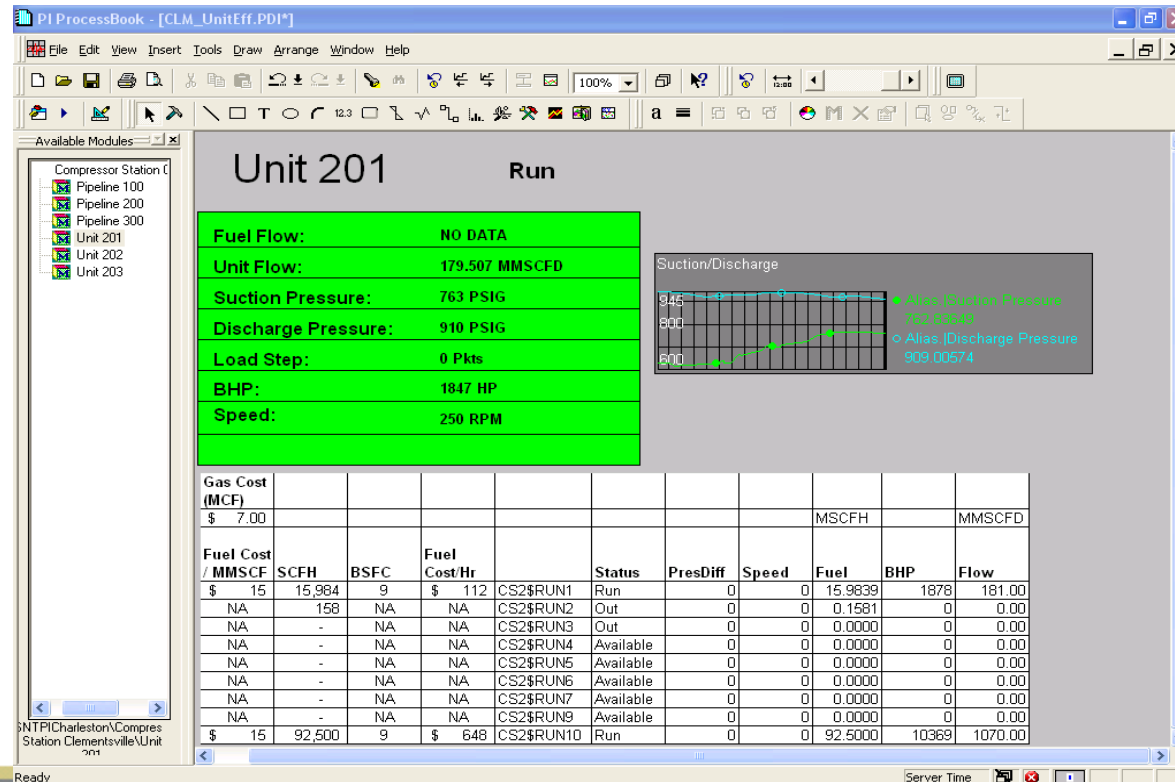 PI ProcessBook - [CLM_UnitEff.PDI*]
File Edit View Insert Tools Draw Arrange Window Help
100%
12:00
T 12.3 a
Available Modules
Compressor Station C
Pipeline 100
Pipeline 200
Pipeline 300
Unit 201
Unit 202
Unit 203
Unit 201 Run
Fuel Flow: NO DATA
Unit Flow: 179.507 MMSCFD
Suction Pressure: 763 PSIG
Discharge Pressure: 910 PSIG
Load Step: 0 Pkts
BHP: 1847 HP
Speed: 250 RPM
Suction/Discharge
945
800
600
Alias.|Suction Pressure
762.83649
Alias.|Discharge Pressure
909.00574
Gas Cost (MCF)
$ 7.00 MSCFH MMSCFD
Fuel Cost / MMSCF SCFH BSFC Fuel Cost/Hr Status PresDiff Speed Fuel BHP Flow
$ 15 15,984 9 $ 112 CS2$RUN1 Run 0 0 15.9839 1878 181.00
NA 158 NA NA CS2$RUN2 Out 0 0 0.1581 0 0.00
NA - NA NA CS2$RUN3 Out 0 0 0.0000 0 0.00
NA - NA NA CS2$RUN4 Available 0 0 0.0000 0 0.00
NA - NA NA CS2$RUN5 Available 0 0 0.0000 0 0.00
NA - NA NA CS2$RUN6 Available 0 0 0.0000 0 0.00
NA - NA NA CS2$RUN7 Available 0 0 0.0000 0 0.00
NA - NA NA CS2$RUN9 Available 0 0 0.0000 0 0.00
$ 15 92,500 9 $ 648 CS2$RUN10 Run 0 0 92.5000 10369 1070.00
NTPICharleston\Compres
Station Clementsville\Unit
201
Ready Server Time